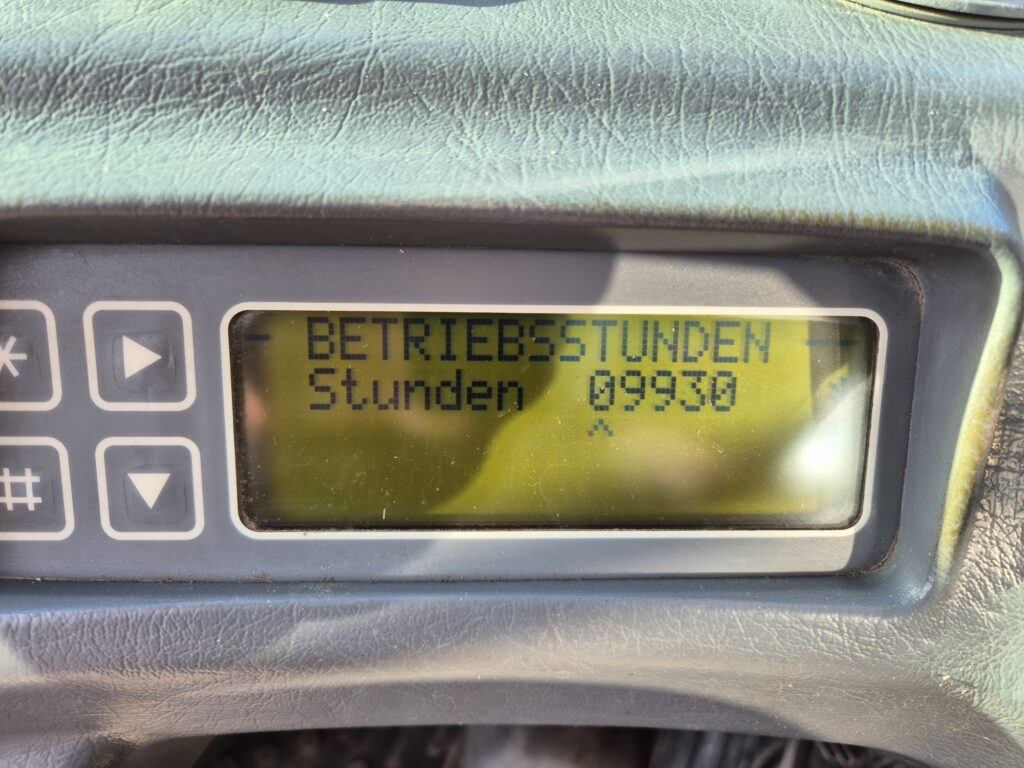 - BETRIEBSSTUNDEN --
Stunden 09930
^
*
#